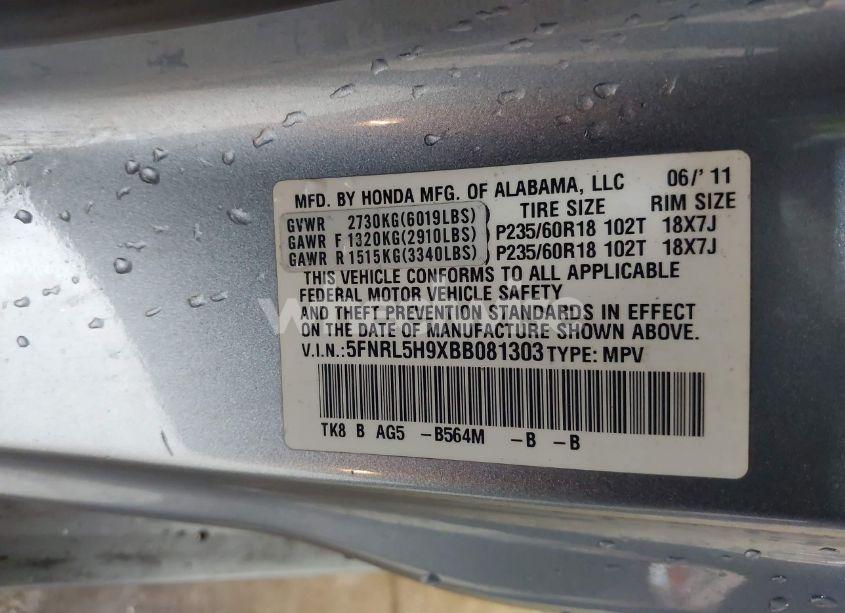 MFD. BY HONDA MFG. OF ALABAMA, LLC 06/' 11
TIRE SIZE RIM SIZE
GVWR 2730KG(6019LBS)
GAWR F 1320KG(2910LBS) P235/60R18 102T 18X7J
GAWR R 1515KG(3340LBS) P235/60R18 102T 18X7J
THIS VEHICLE CONFORMS TO ALL APPLICABLE
FEDERAL MOTOR VEHICLE SAFETY
AND THEFT PREVENTION STANDARDS IN EFFECT
ON THE DATE OF MANUFACTURE SHOWN ABOVE.
V.I.N.:5FNRL5H9XBB081303 TYPE: MPV
TK8 B AG5 -B564M -B -B